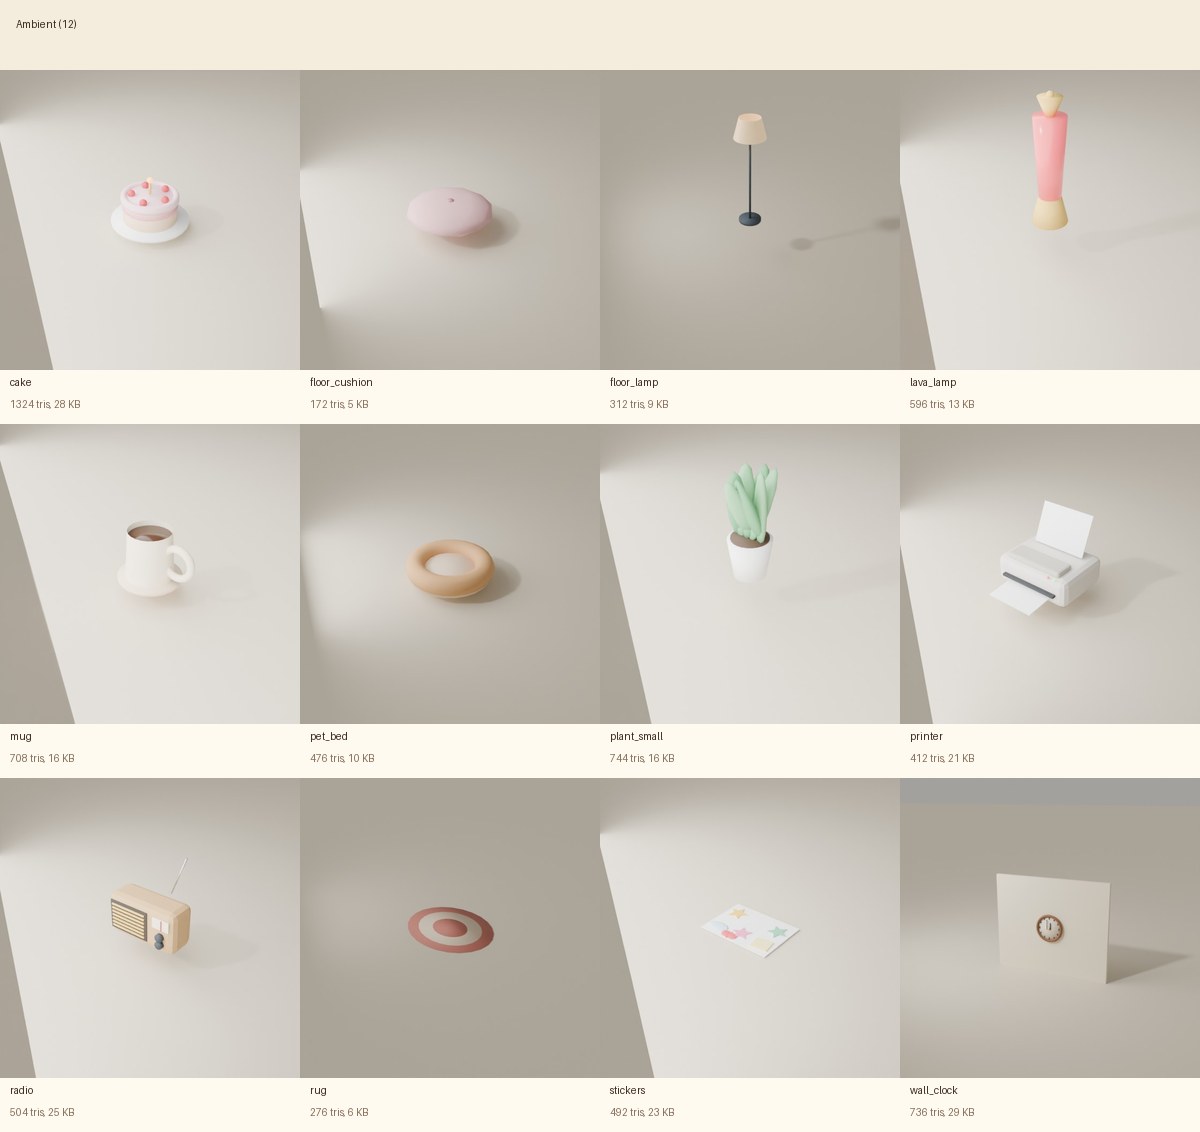 Ambient (12)
cake
floor_cushion
floor_lamp
lava_lamp
1324 tris, 28 KB
172 tris, 5 KB
312 tris, 9 KB
596 tris, 13 KB
mug
pet_bed
plant_small
printer
708 tris, 16 KB
476 tris, 10 KB
744 tris, 16 KB
412 tris, 21 KB
radio
rug
stickers
wall_clock
504 tris, 25 KB
276 tris, 6 KB
492 tris, 23 KB
736 tris, 29 KB